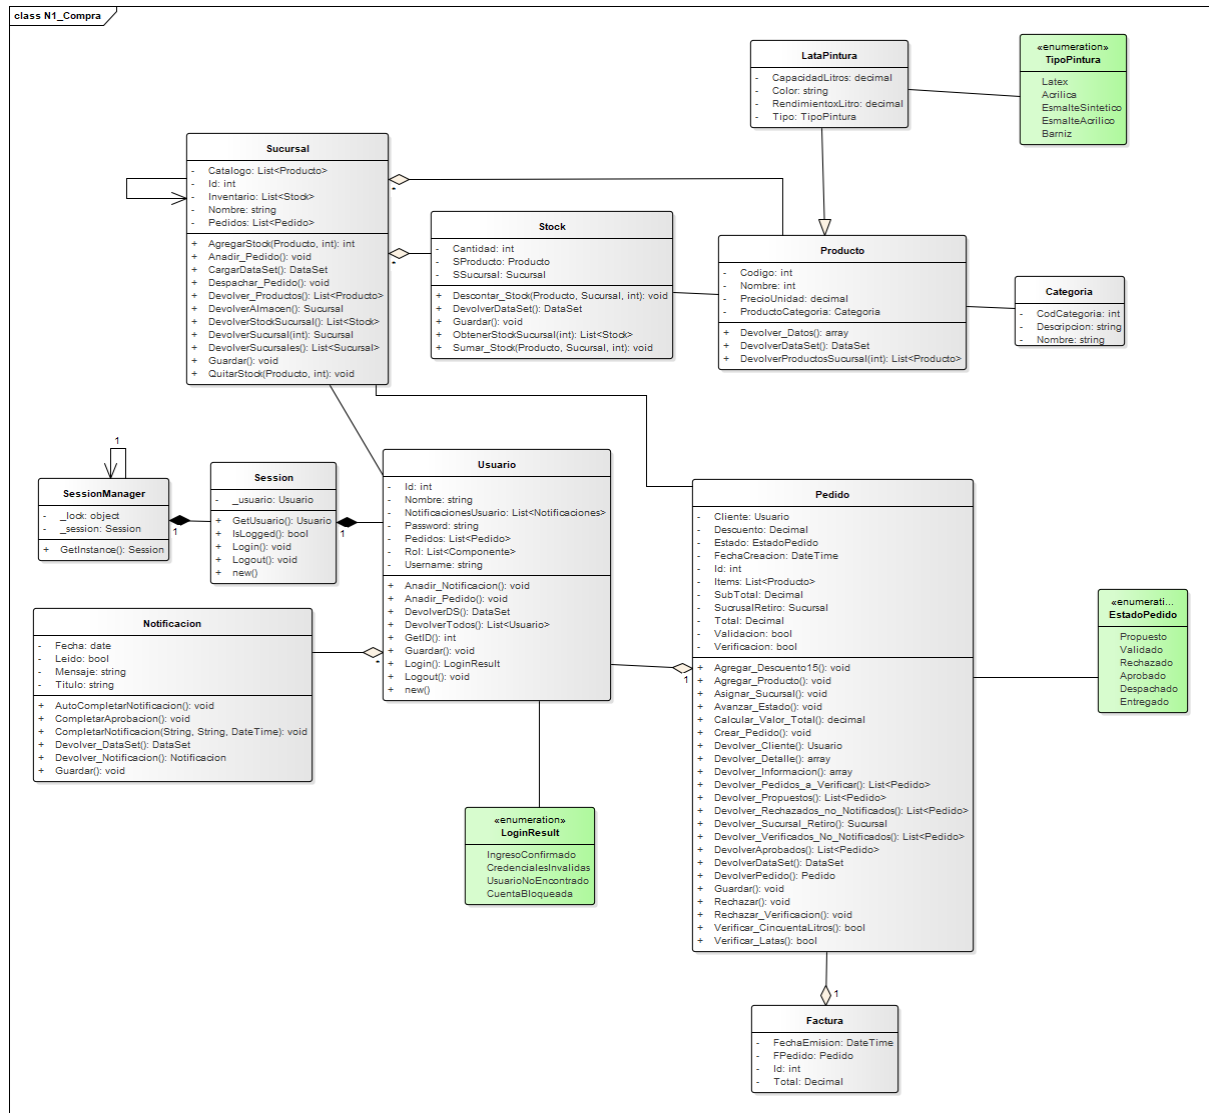 class N1_Compra
LataPintura
- CapacidadLitros: decimal
- Color: string
- RendimientoxLitro: decimal
- Tipo: TipoPintura
«enumeration»
TipoPintura
Latex
Acrilica
EsmalteSintetico
EsmalteAcrilico
Barniz
Sucursal
- Catalogo: List<Producto>
- Id: int
- Inventario: List<Stock>
- Nombre: string
- Pedidos: List<Pedido>
+ AgregarStock(Producto, int): int
+ Anadir_Pedido(): void
+ CargarDataSet(): DataSet
+ Despachar_Pedido(): void
+ Devolver_Productos(): List<Producto>
+ DevolverAlmacen(): Sucursal
+ DevolverStockSucursal(): List<Stock>
+ DevolverSucursal(int): Sucursal
+ DevolverSucursales(): List<Sucursal>
+ Guardar(): void
+ QuitarStock(Producto, int): void
*
*
Stock
- Cantidad: int
- SProducto: Producto
- SSucursal: Sucursal
+ Descontar_Stock(Producto, Sucursal, int): void
+ DevolverDataSet(): DataSet
+ Guardar(): void
+ ObtenerStockSucursal(int): List<Stock>
+ Sumar_Stock(Producto, Sucursal, int): void
Producto
- Codigo: int
- Nombre: int
- PrecioUnidad: decimal
- ProductoCategoria: Categoria
+ Devolver_Datos(): array
+ DevolverDataSet(): DataSet
+ DevolverProductosSucursal(int): List<Producto>
Categoria
- CodCategoria: int
- Descripcion: string
- Nombre: string
1
SessionManager
- _lock: object
- _session: Session
+ GetInstance(): Session
1
Session
- _usuario: Usuario
+ GetUsuario(): Usuario
+ IsLogged(): bool
+ Login(): void
+ Logout(): void
+ new()
1
Usuario
- Id: int
- Nombre: string
- NotificacionesUsuario: List<Notificaciones>
- Password: string
- Pedidos: List<Pedido>
- Rol: List<Componente>
- Username: string
+ Anadir_Notificacion(): void
+ Anadir_Pedido(): void
+ DevolverDS(): DataSet
+ DevolverTodos(): List<Usuario>
+ GetID(): int
+ Guardar(): void
+ Login(): LoginResult
+ Logout(): void
+ new()
*
1
Notificacion
- Fecha: date
- Leido: bool
- Mensaje: string
- Titulo: string
+ AutoCompletarNotificacion(): void
+ CompletarAprobacion(): void
+ CompletarNotificacion(String, String, DateTime): void
+ Devolver_DataSet(): DataSet
+ Devolver_Notificacion(): Notificacion
+ Guardar(): void
Pedido
- Cliente: Usuario
- Descuento: Decimal
- Estado: EstadoPedido
- FechaCreacion: DateTime
- Id: int
- Items: List<Producto>
- SubTotal: Decimal
- SucrusalRetiro: Sucursal
- Total: Decimal
- Validacion: bool
- Verificacion: bool
+ Agregar_Descuento15(): void
+ Agregar_Producto(): void
+ Asignar_Sucursal(): void
+ Avanzar_Estado(): void
+ Calcular_Valor_Total(): decimal
+ Crear_Pedido(): void
+ Devolver_Cliente(): Usuario
+ Devolver_Detalle(): array
+ Devolver_Informacion(): array
+ Devolver_Pedidos_a_Verificar(): List<Pedido>
+ Devolver_Propuestos(): List<Pedido>
+ Devolver_Rechazados_no_Notificados(): List<Pedido>
+ Devolver_Sucursal_Retiro(): Sucursal
+ Devolver_Verificados_No_Notificados(): List<Pedido>
+ DevolverAprobados(): List<Pedido>
+ DevolverDataSet(): DataSet
+ DevolverPedido(): Pedido
+ Guardar(): void
+ Rechazar(): void
+ Rechazar_Verificacion(): void
+ Verificar_CincuentaLitros(): bool
+ Verificar_Latas(): bool
«enumerati...
EstadoPedido
Propuesto
Validado
Rechazado
Aprobado
Despachado
Entregado
«enumeration»
LoginResult
IngresoConfirmado
CredencialesInvalidas
UsuarioNoEncontrado
CuentaBloqueada
1
Factura
- FechaEmision: DateTime
- FPedido: Pedido
- Id: int
- Total: Decimal